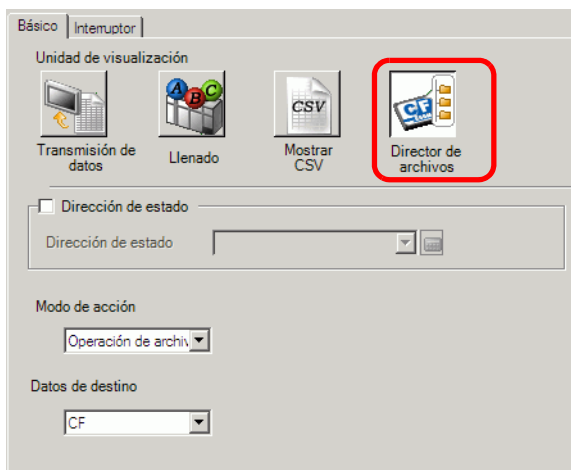 Básico
Interruptor
Unidad de visualización
A B C
CSV
CF
Transmisión de
datos
Llenado
Mostrar
CSV
Director de
archivos
Dirección de estado
Dirección de estado
Modo de acción
Operación de archiv
Datos de destino
CF